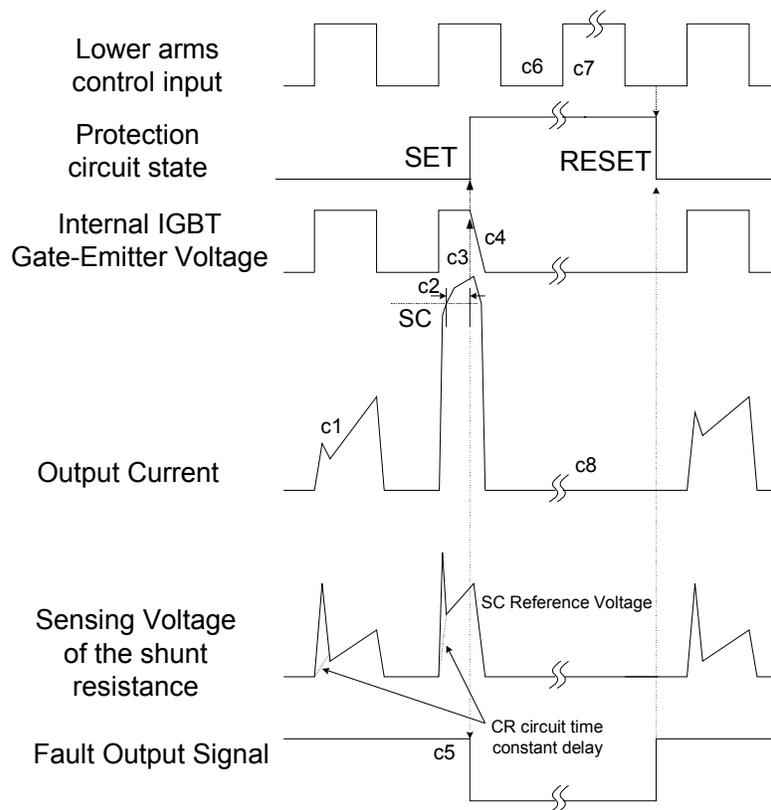 Lower arms
control input
c6
c7
Protection
circuit state
SET
RESET
Internal IGBT
Gate-Emitter Voltage
c4
c3
c2
SC
c1
Output Current
c8
SC Reference Voltage
Sensing Voltage
of the shunt
resistance
CR circuit time
constant delay
Fault Output Signal
c5